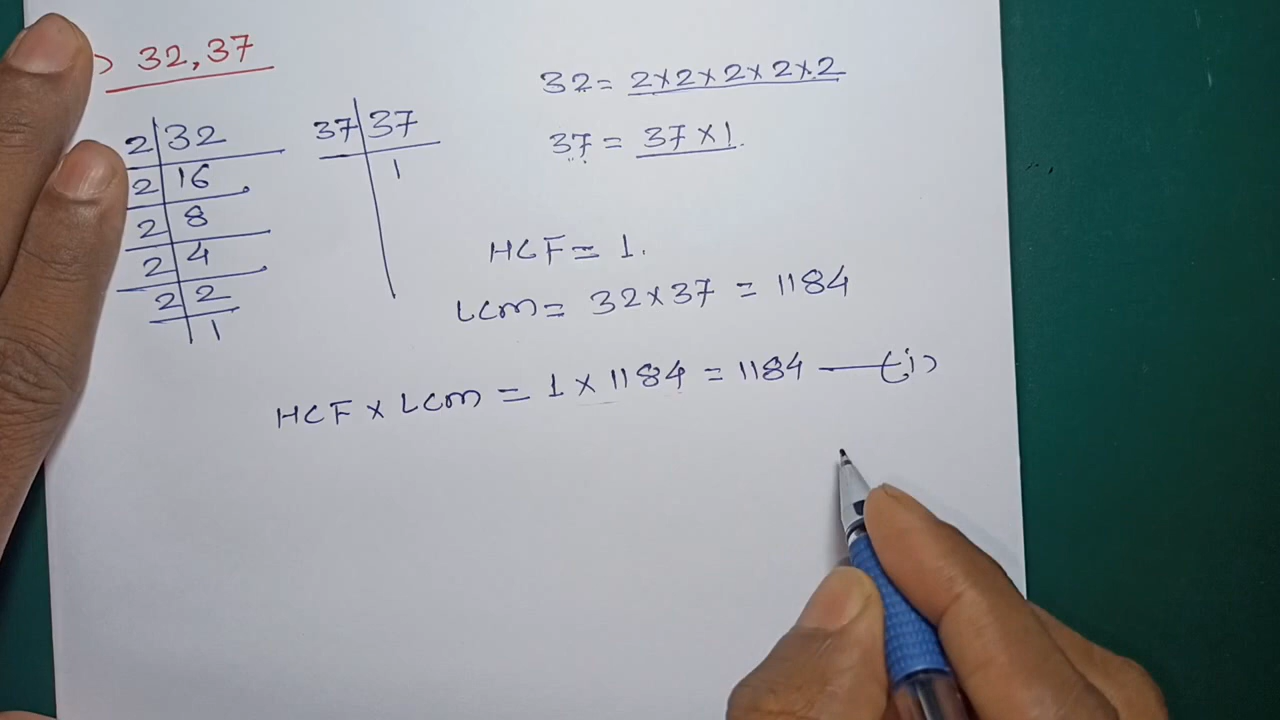 ) 32,37
2 32
2 16
2 8
2 4
2 2
1
37 37
1
32 = 2×2×2×2×2
37 = 37×1.
HCF = 1.
LCM = 32×37 = 1184
HCF × LCM = 1 × 1184 = 1184 —(i)